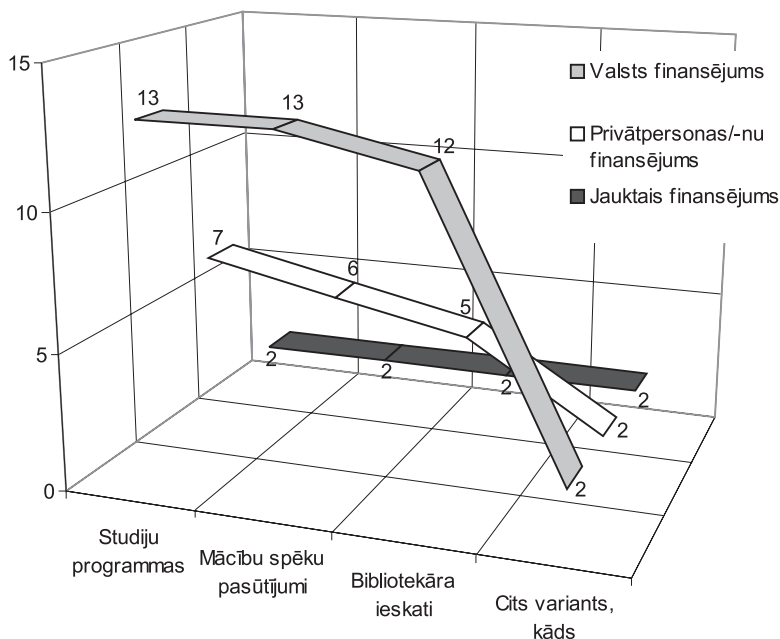 15
10
5
0
13
13
12
7
6
5
2
2
2
2
2
2
Valsts finansējums
Privātpersonas/-nu
finansējums
Jauktais finansējums
Studiju
programmas
Mācību spēku
pasūtījumi
Bibliotekāra
ieskati
Cits variants,
kāds